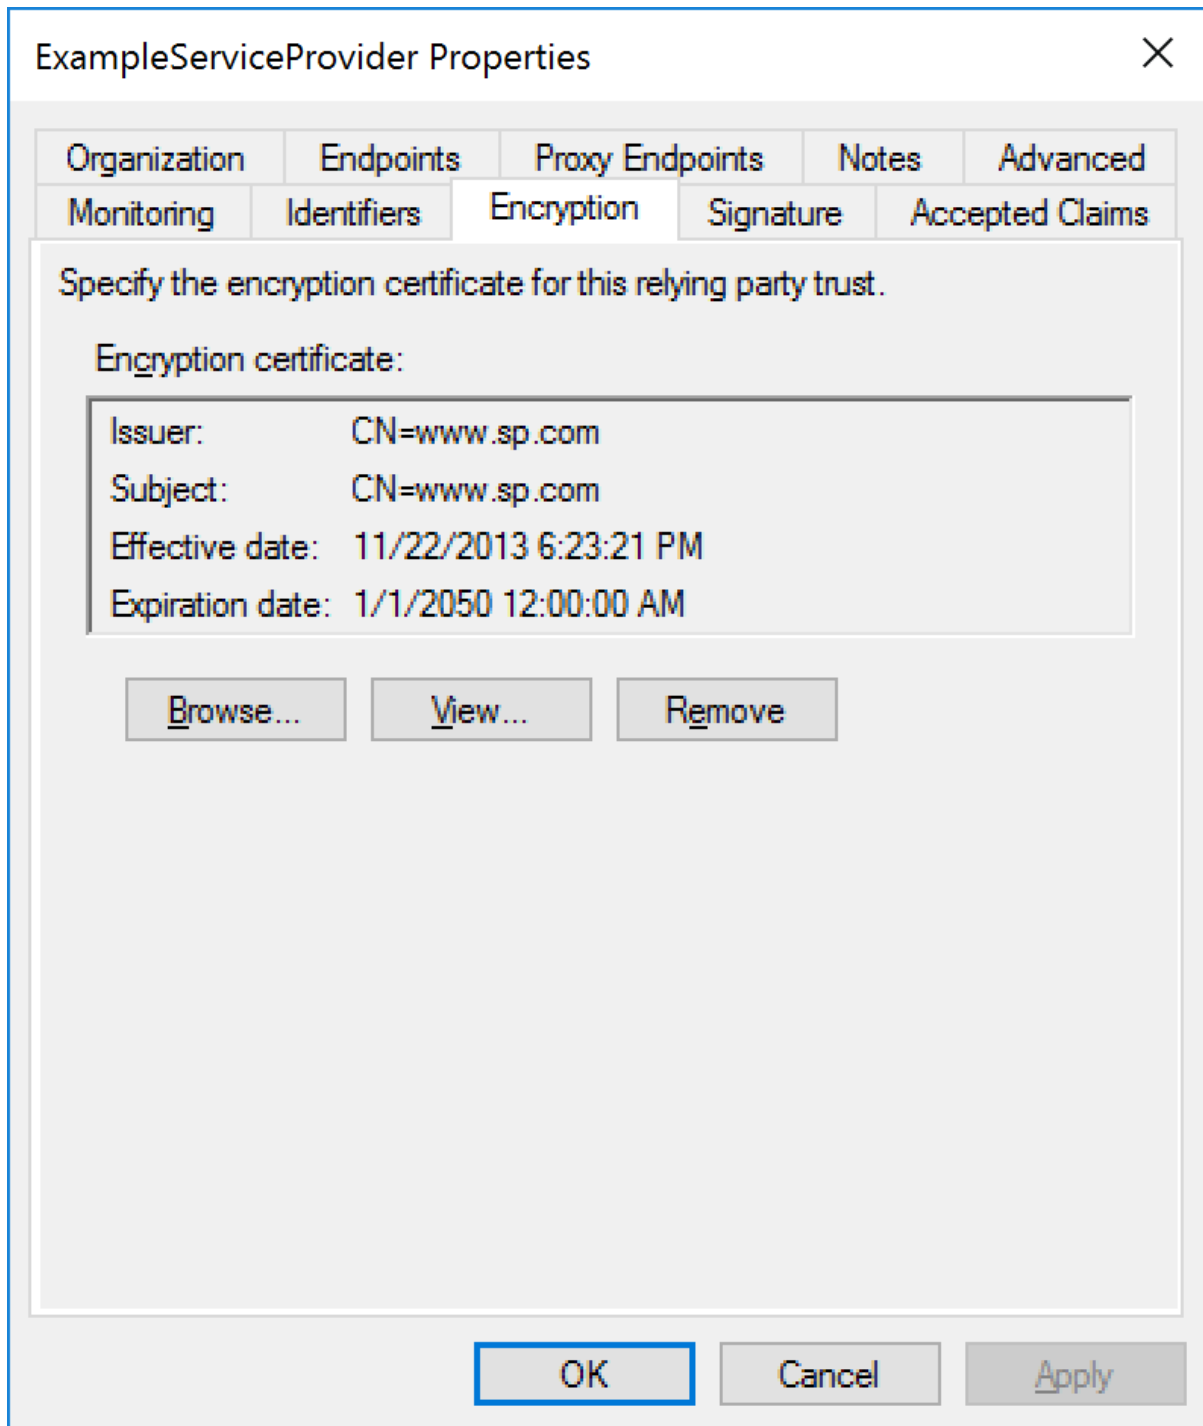 ExampleServiceProvider Properties
Organization Endpoints Proxy Endpoints Notes Advanced
Monitoring Identifiers Encryption Signature Accepted Claims
Specify the encryption certificate for this relying party trust.
Encryption certificate:
Issuer: CN=www.sp.com
Subject: CN=www.sp.com
Effective date: 11/22/2013 6:23:21 PM
Expiration date: 1/1/2050 12:00:00 AM
Browse... View... Remove
OK Cancel Apply